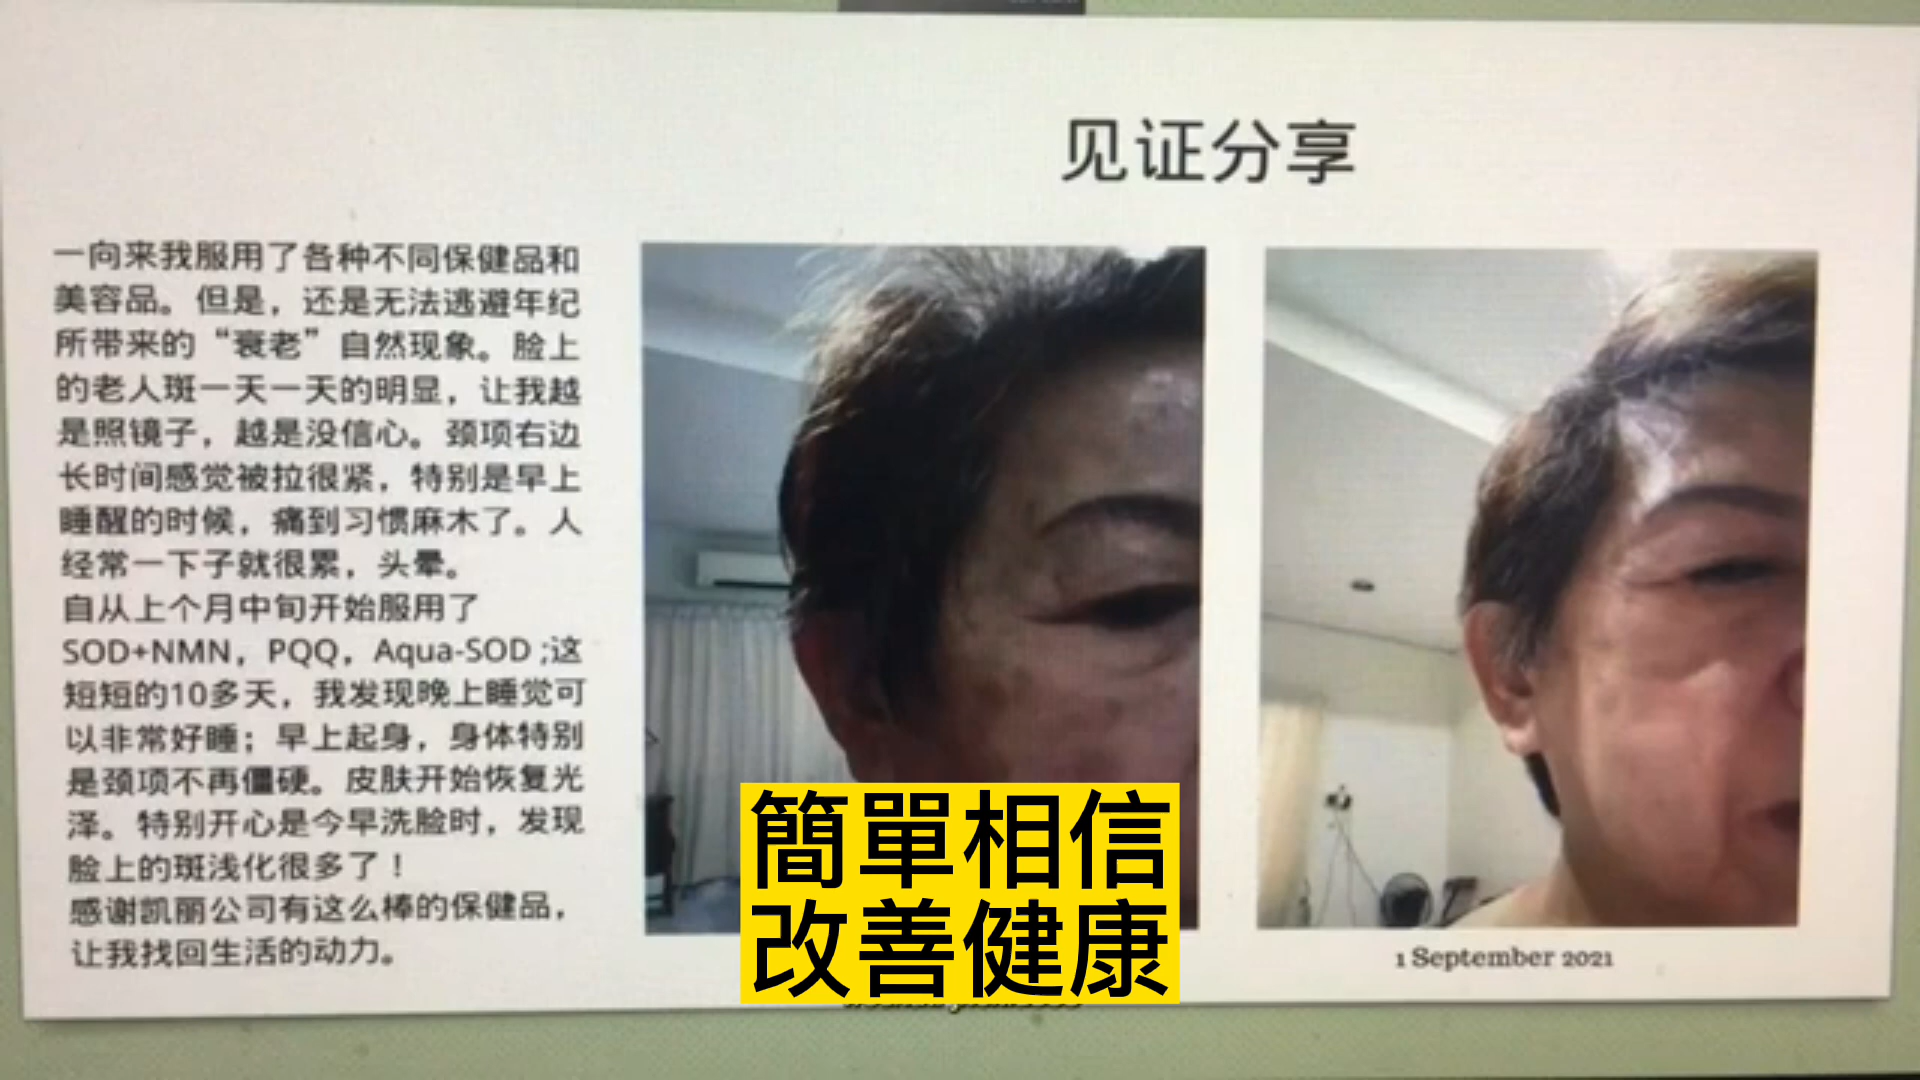 见证分享
一向来我服用了各种不同保健品和
美容品。但是，还是无法逃避年纪
所带来的“衰老”自然现象。脸上
的老人斑一天一天的明显，让我越
是照镜子，越是没信心。颈项右边
长时间感觉被拉很紧，特别是早上
睡醒的时候，痛到习惯麻木了。人
经常一下子就很累，头晕。
自从上个月中旬开始服用了
SOD+NMN，PQQ，Aqua-SOD ;这
短短的10多天，我发现晚上睡觉可
以非常好睡；早上起身，身体特别
是颈项不再僵硬。皮肤开始恢复光
泽。特别开心是今早洗脸时，发现
脸上的斑浅化很多了！
感谢凯丽公司有这么棒的保健品，
让我找回生活的动力。
1 September 2021
簡單相信
改善健康